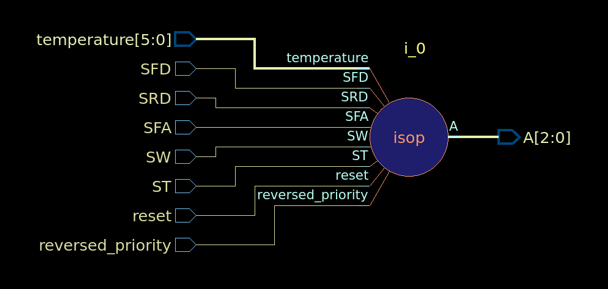 temperature[5:0]
SFD
SRD
SFA
SW
ST
reset
reversed_priority
temperature
SFD
SRD
SFA
SW
ST
reset
reversed_priority
i_0
isop
A
A[2:0]